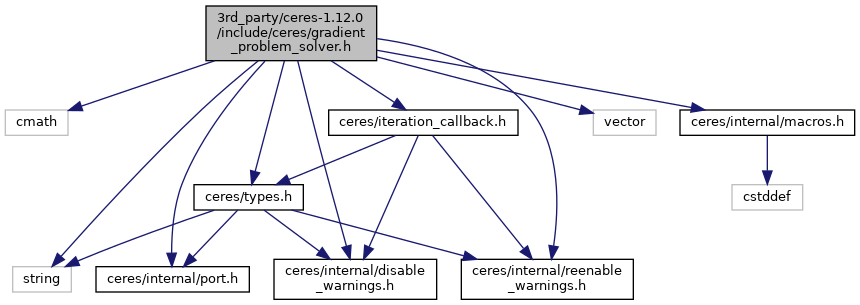 3rd_party/ceres-1.12.0
/include/ceres/gradient
_problem_solver.h
cmath
ceres/iteration_callback.h
vector
ceres/internal/macros.h
ceres/types.h
cstddef
string
ceres/internal/port.h
ceres/internal/disable
_warnings.h
ceres/internal/reenable
_warnings.h